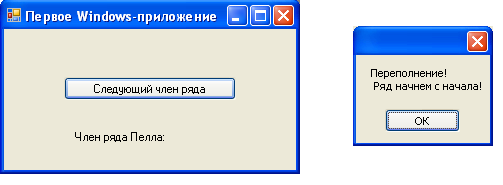 Первое Windows-приложение
Следующий член ряда
Член ряда Пелла:
Переполнение!
Ряд начнем с начала!
OK